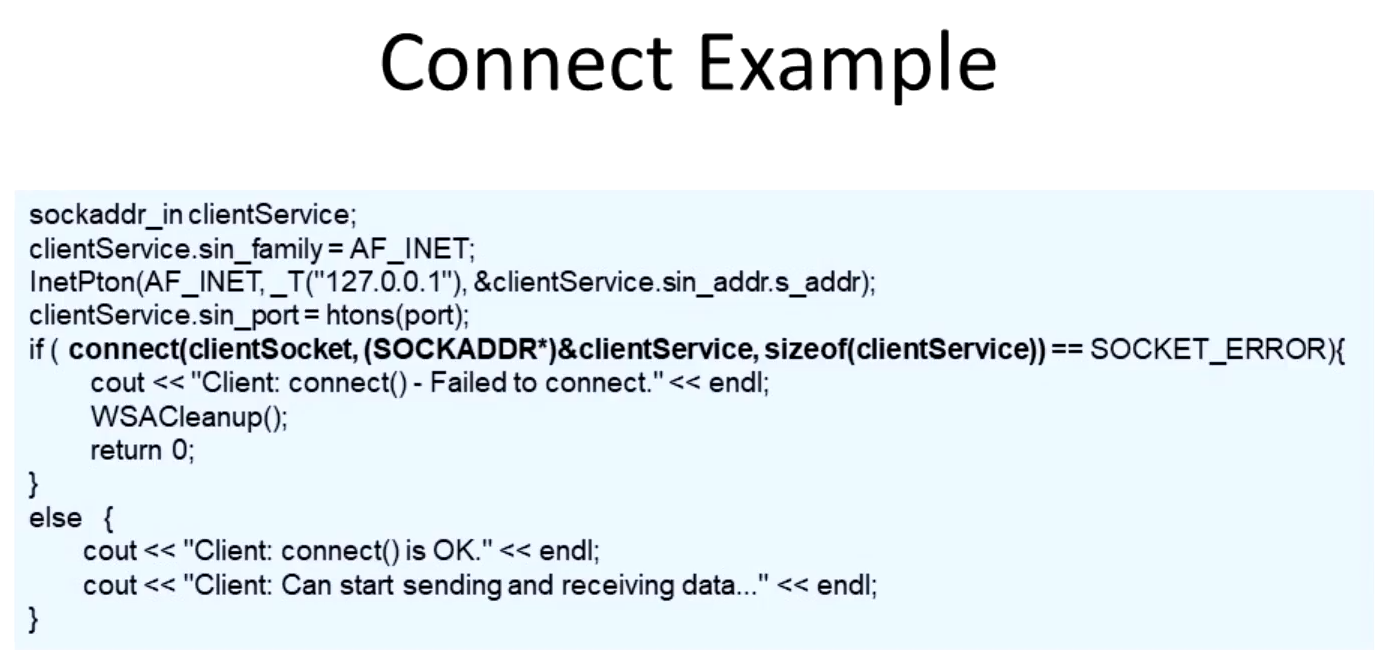 Connect Example
sockaddr_in clientService;
clientService.sin_family = AF_INET;
InetPton(AF_INET, _T("127.0.0.1"), &clientService.sin_addr.s_addr);
clientService.sin_port = htons(port);
if ( connect(clientSocket, (SOCKADDR*)&clientService, sizeof(clientService)) == SOCKET_ERROR){
cout << "Client: connect() - Failed to connect." << endl;
WSACleanup();
return 0;
}
else {
cout << "Client: connect() is OK." << endl;
cout << "Client: Can start sending and receiving data..." << endl;
}